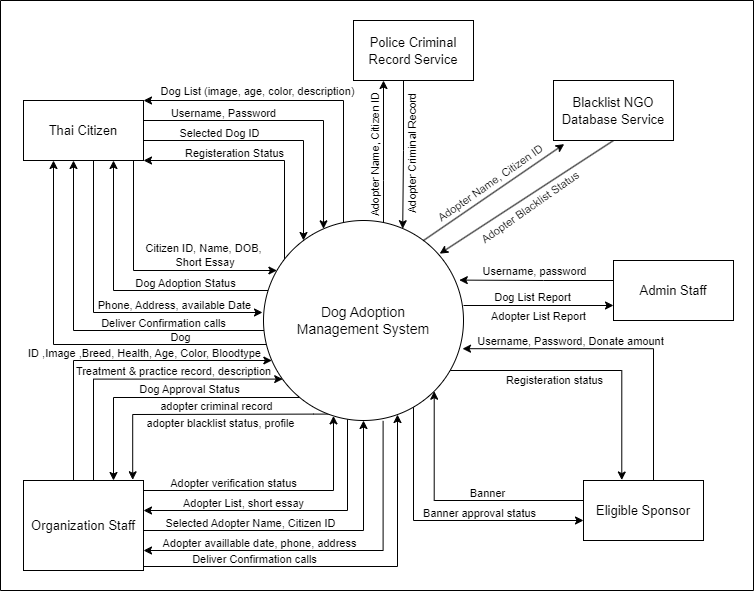 Police Criminal
Record Service
Dog List (image, age, color, description)
Thai Citizen
Username, Password
Selected Dog ID
Registeration Status
Adopter Name, Citizen ID
Adopter Criminal Record
Blacklist NGO
Database Service
Adopter Name, Citizen ID
Adopter Blacklist Status
Citizen ID, Name, DOB,
Short Essay
Dog Adoption Status
Phone, Address, available Date
Deliver Confirmation calls
Dog
Dog Adoption
Management System
Username, password
Admin Staff
Dog List Report
Adopter List Report
ID ,Image ,Breed, Health, Age, Color, Bloodtype
Treatment & practice record, description
Dog Approval Status
adopter criminal record
adopter blacklist status, profile
Username, Password, Donate amount
Registeration status
Organization Staff
Adopter verification status
Adopter List, short essay
Selected Adopter Name, Citizen ID
Adopter availlable date, phone, address
Deliver Confirmation calls
Banner
Banner approval status
Eligible Sponsor